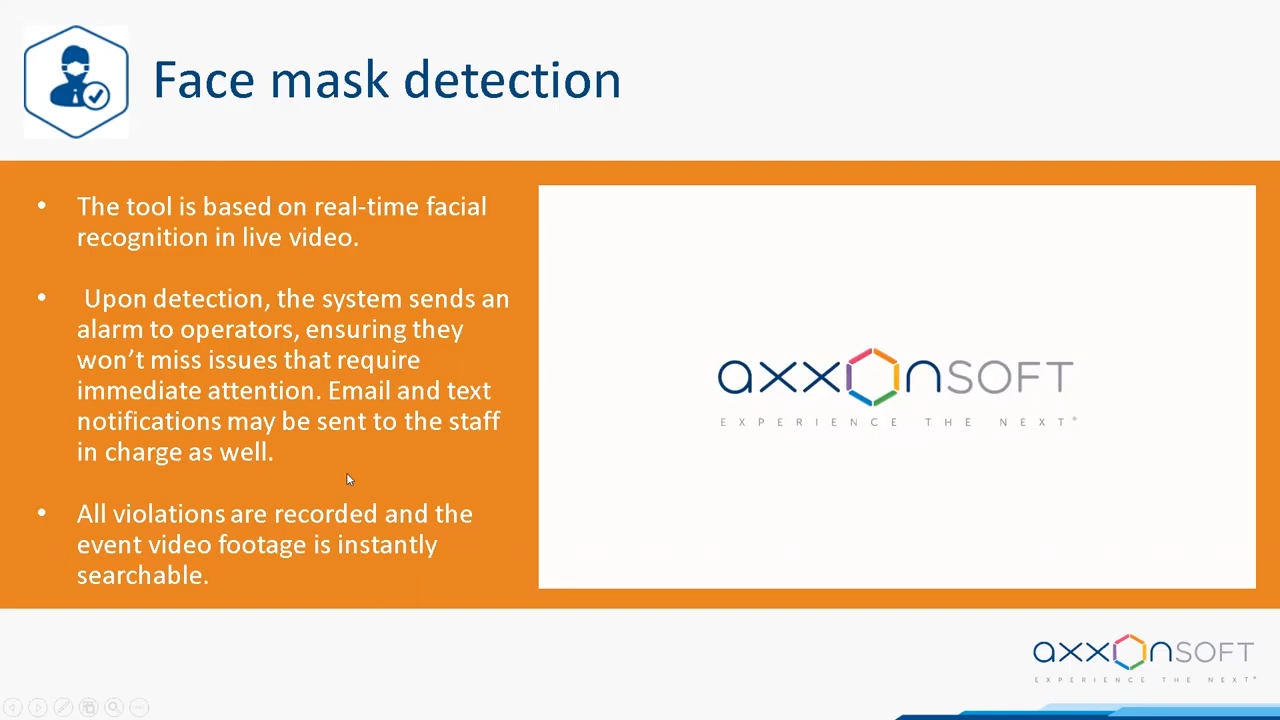 Face mask detection
• The tool is based on real-time facial
recognition in live video.
• Upon detection, the system sends an
alarm to operators, ensuring they
won’t miss issues that require
immediate attention. Email and text
notifications may be sent to the staff
in charge as well.
• All violations are recorded and the
event video footage is instantly
searchable.
axxonsoft
EXPERIENCE THE NEXT®
axxonsoft
EXPERIENCE THE NEXT®